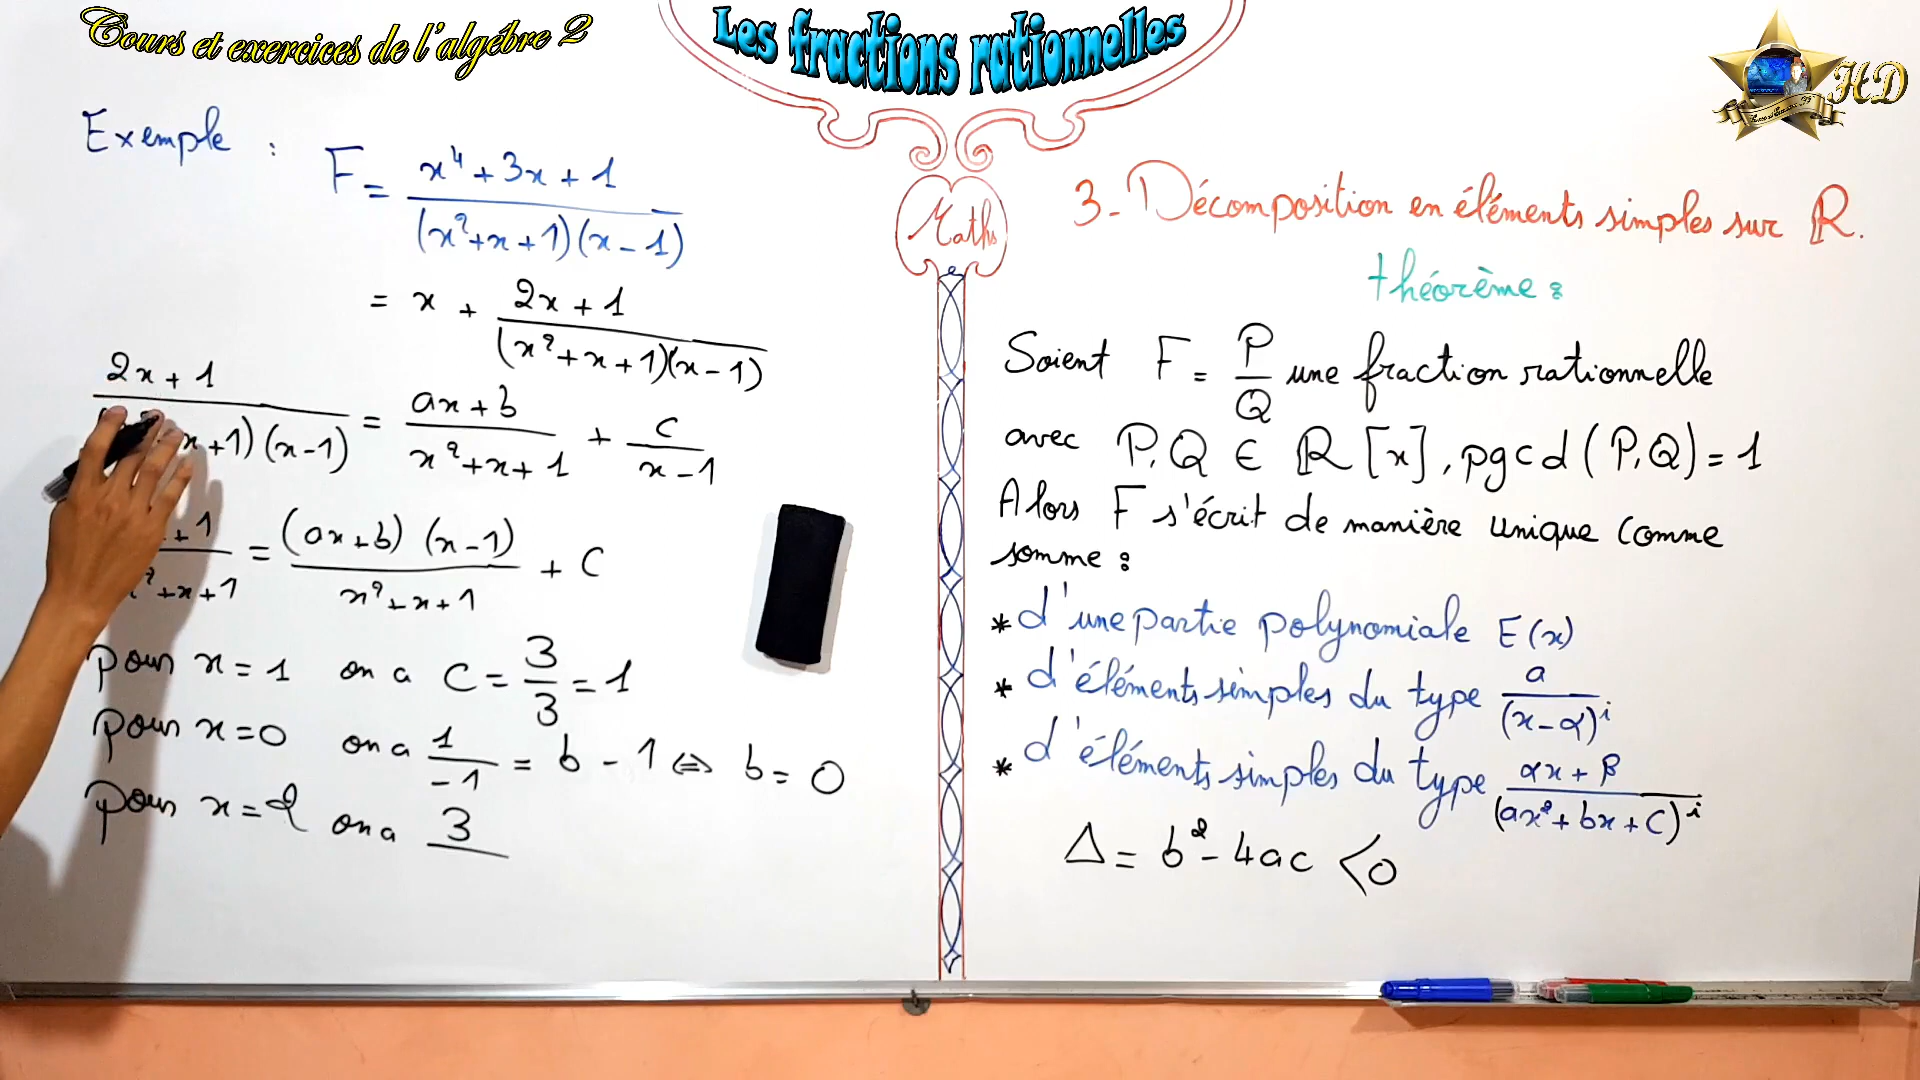 Cours et exercices de l'algébre 2
Les fractions rationnelles
HD
Maths
Exemple : F = (x⁴ + 3x + 1) / ((x² + x + 1)(x - 1))
= x + (2x + 1) / ((x² + x + 1)(x - 1))
(2x + 1) / (x + 1)(x - 1) = (ax + b) / (x² + x + 1) + c / (x - 1)
+ 1 / x² + x + 1 = (ax + b)(x - 1) / (x² + x + 1) + C
pour x = 1 on a C = 3/3 = 1
pour x = 0 on a 1/-1 = b - 1 ⇔ b = 0
pour x = 2 on a 3
3 - Décomposition en éléments simples sur ℝ.
théorème :
Soient F = P/Q une fraction rationnelle
avec P, Q ∈ ℝ[x], pgcd(P, Q) = 1
Alors F s'écrit de manière unique comme
somme :
* d'une partie polynomiale E(x)
* d'éléments simples du type a / (x - α)ⁱ
* d'éléments simples du type (αx + β) / (ax² + bx + C)ⁱ
Δ = b² - 4ac < 0